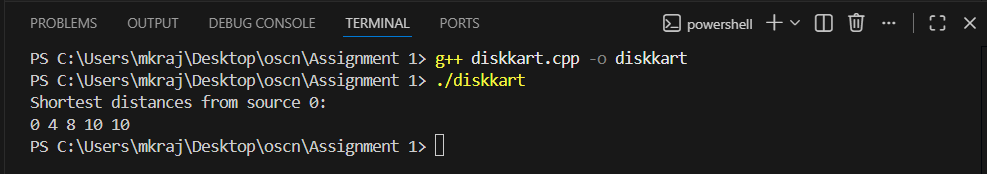 PROBLEMS OUTPUT DEBUG CONSOLE TERMINAL PORTS powershell
PS C:\Users\mkraj\Desktop\oscn\Assignment 1> g++ diskkart.cpp -o diskkart
PS C:\Users\mkraj\Desktop\oscn\Assignment 1> ./diskkart
Shortest distances from source 0:
0 4 8 10 10
PS C:\Users\mkraj\Desktop\oscn\Assignment 1>